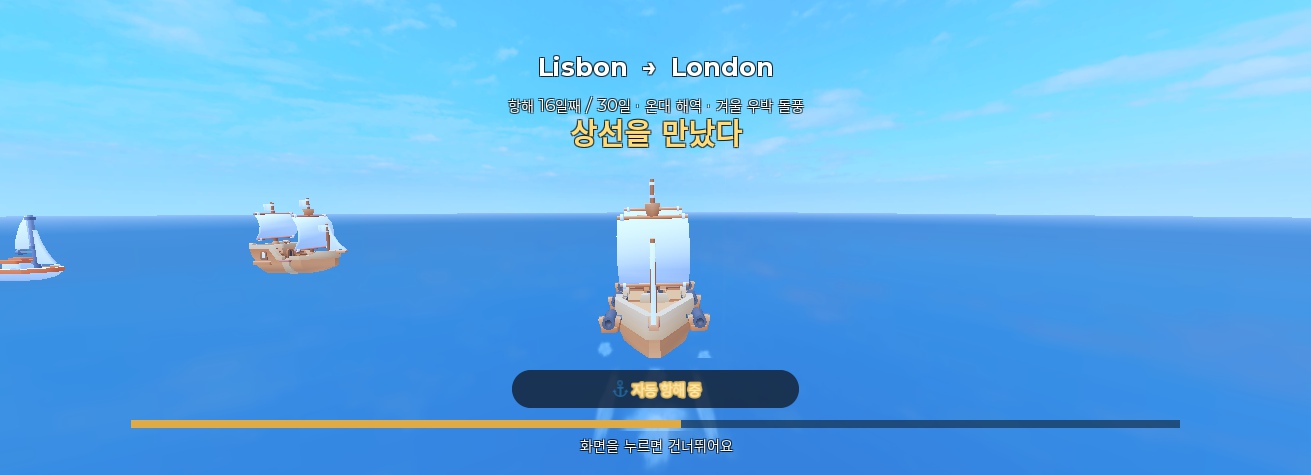 Lisbon → London
항해 16일째 / 30일 · 온대 해역 · 겨울 우박 돌풍
상선을 만났다
⚓ 자동 항해 중
화면을 누르면 건너뛰어요